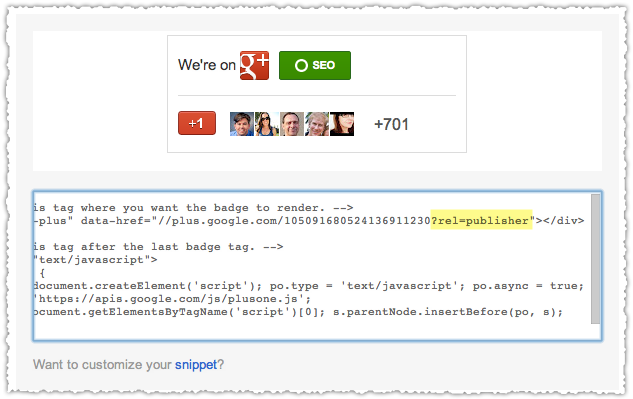 We're on g+ SEO
+1 +701
is tag where you want the badge to render. -->
-plus" data-href="//plus.google.com/105091680524136911230?rel=publisher"></div>
is tag after the last badge tag. -->
"text/javascript">
{
document.createElement('script'); po.type = 'text/javascript'; po.async = true;
'https://apis.google.com/js/plusone.js';
ocument.getElementsByTagName('script')[0]; s.parentNode.insertBefore(po, s);
Want to customize your snippet?